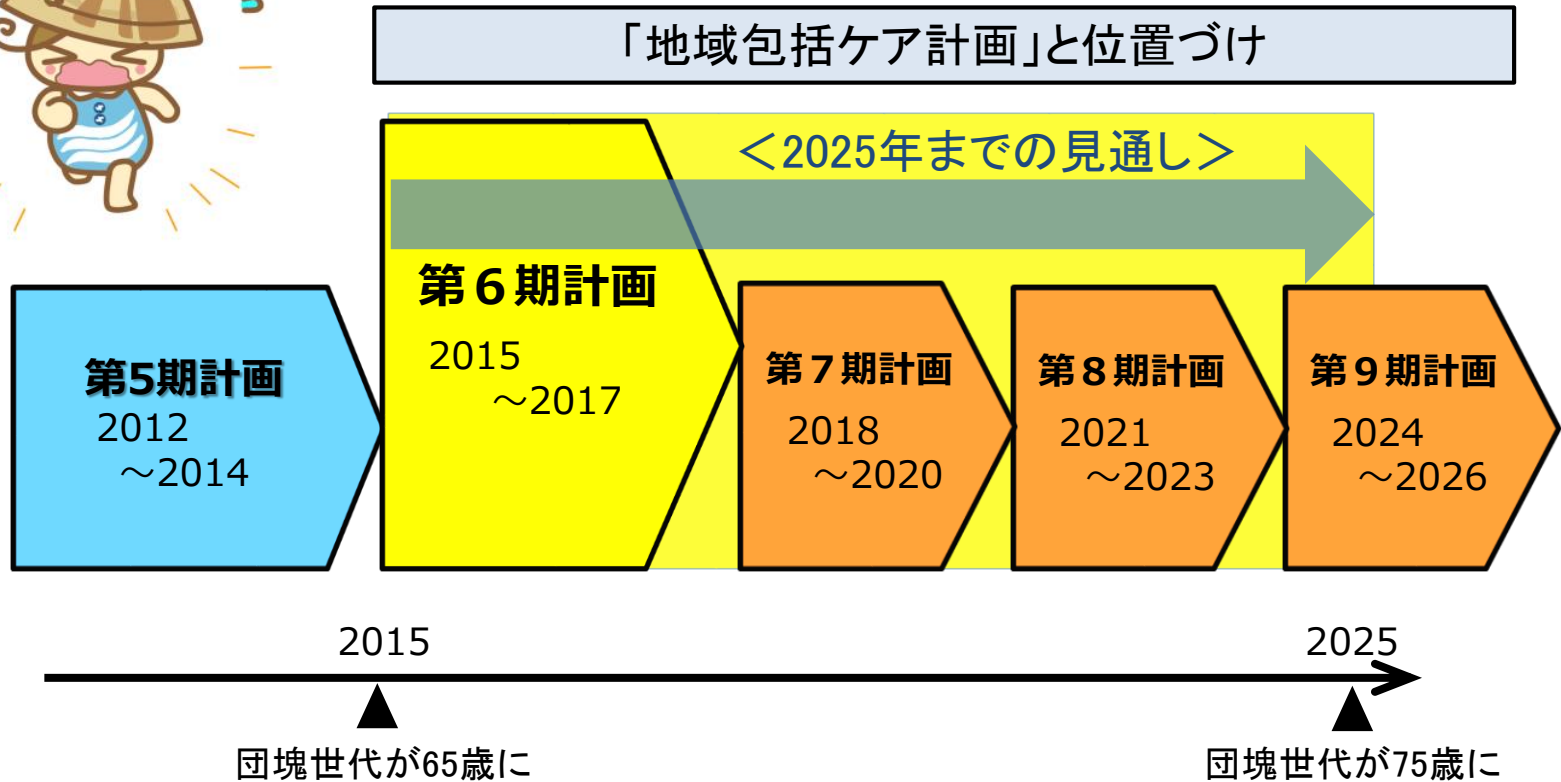 「地域包括ケア計画」と位置づけ
＜2025年までの見通し＞
第5期計画
2012
～2014
第６期計画
2015
～2017
第７期計画
2018
～2020
第８期計画
2021
～2023
第９期計画
2024
～2026
2015
2025
団塊世代が65歳に
団塊世代が75歳に